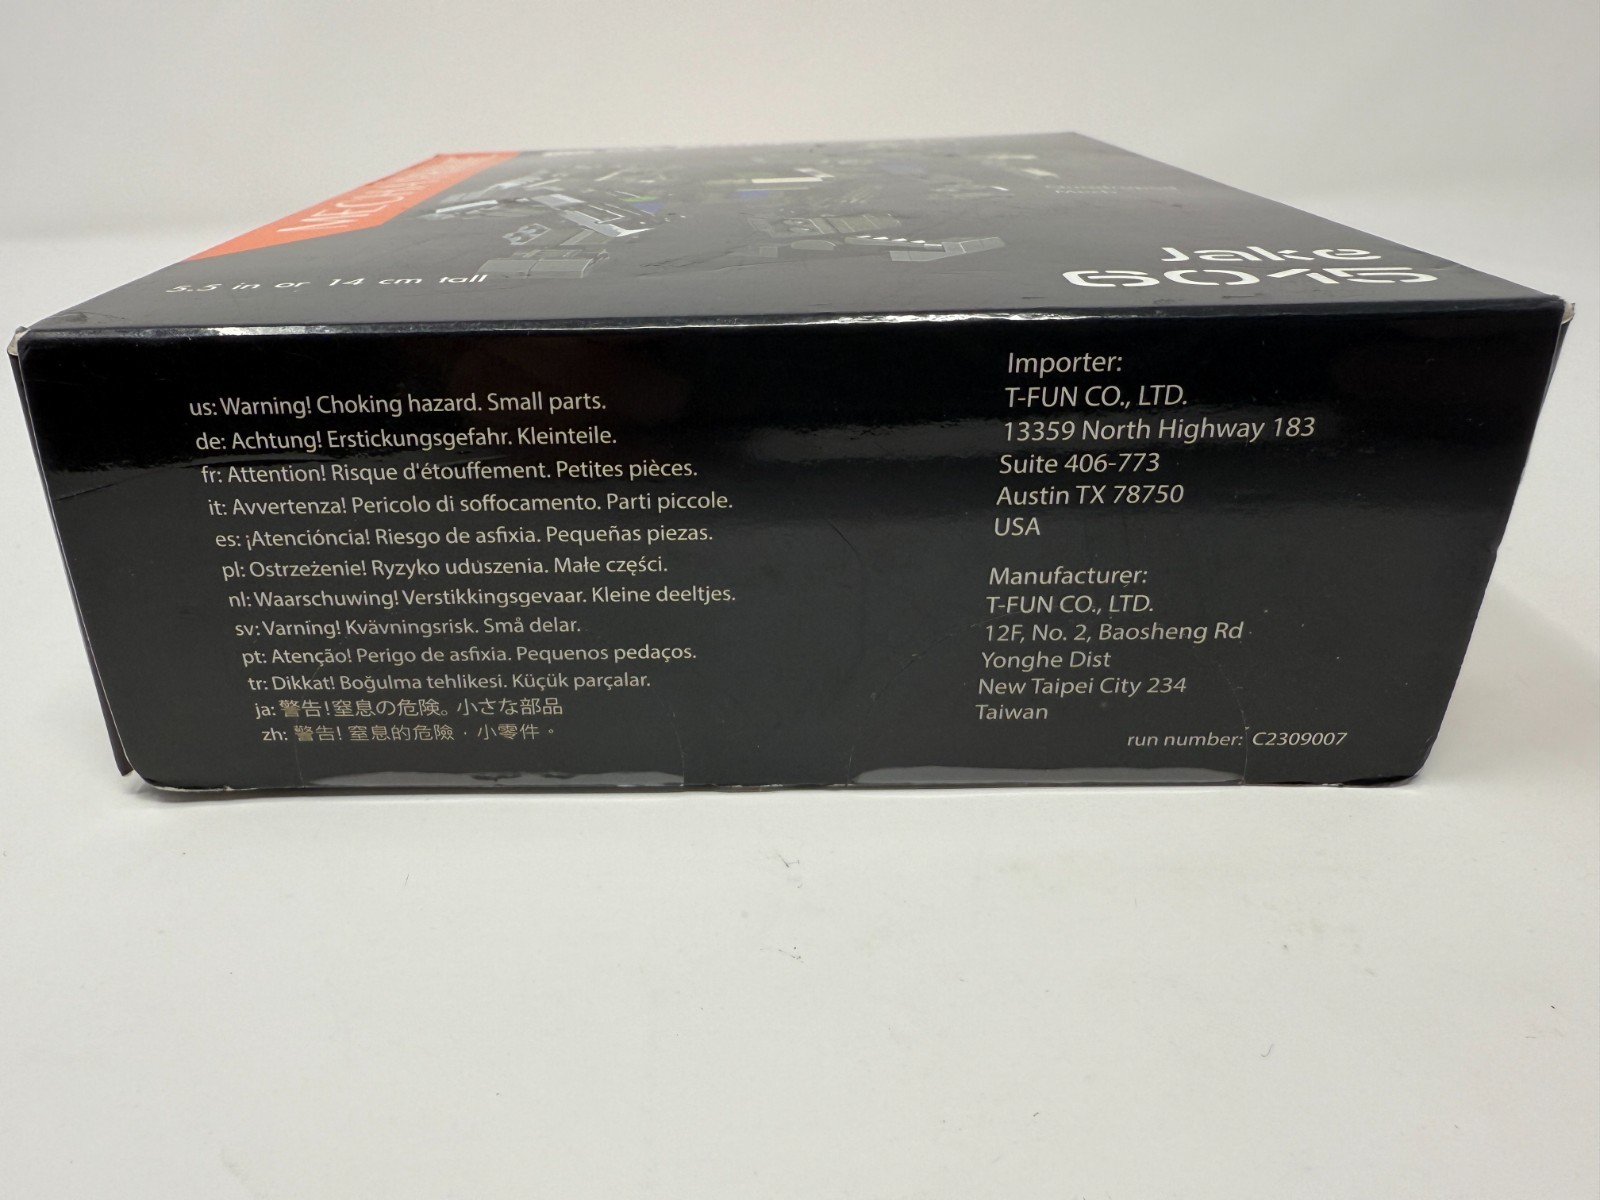 5.5 in or 14 cm tall
Jake
6015
us: Warning! Choking hazard. Small parts.
de: Achtung! Erstickungsgefahr. Kleinteile.
fr: Attention! Risque d'étouffement. Petites pièces.
it: Avvertenza! Pericolo di soffocamento. Parti piccole.
es: ¡Atencióncia! Riesgo de asfixia. Pequeñas piezas.
pl: Ostrzeżenie! Ryzyko uduszenia. Małe części.
nl: Waarschuwing! Verstikkingsgevaar. Kleine deeltjes.
sv: Varning! Kvävningsrisk. Små delar.
pt: Atenção! Perigo de asfixia. Pequenos pedaços.
tr: Dikkat! Boğulma tehlikesi. Küçük parçalar.
ja: 警告!窒息の危険。小さな部品
zh: 警告! 窒息的危險，小零件。
Importer:
T-FUN CO., LTD.
13359 North Highway 183
Suite 406-773
Austin TX 78750
USA
Manufacturer:
T-FUN CO., LTD.
12F, No. 2, Baosheng Rd
Yonghe Dist
New Taipei City 234
Taiwan
run number: C2309007